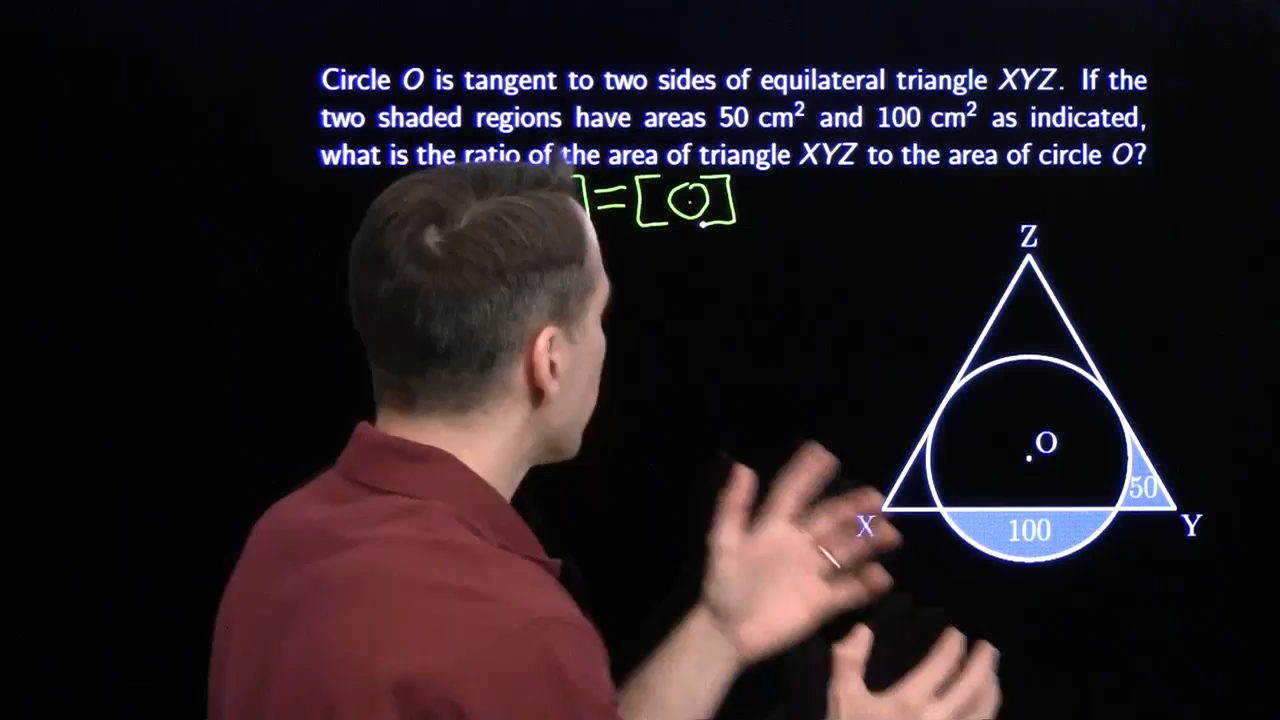 Circle O is tangent to two sides of equilateral triangle XYZ. If the
two shaded regions have areas 50 cm² and 100 cm² as indicated,
what is the ratio of the area of triangle XYZ to the area of circle O?
] = [O]
Z
O
50
X
100
Y